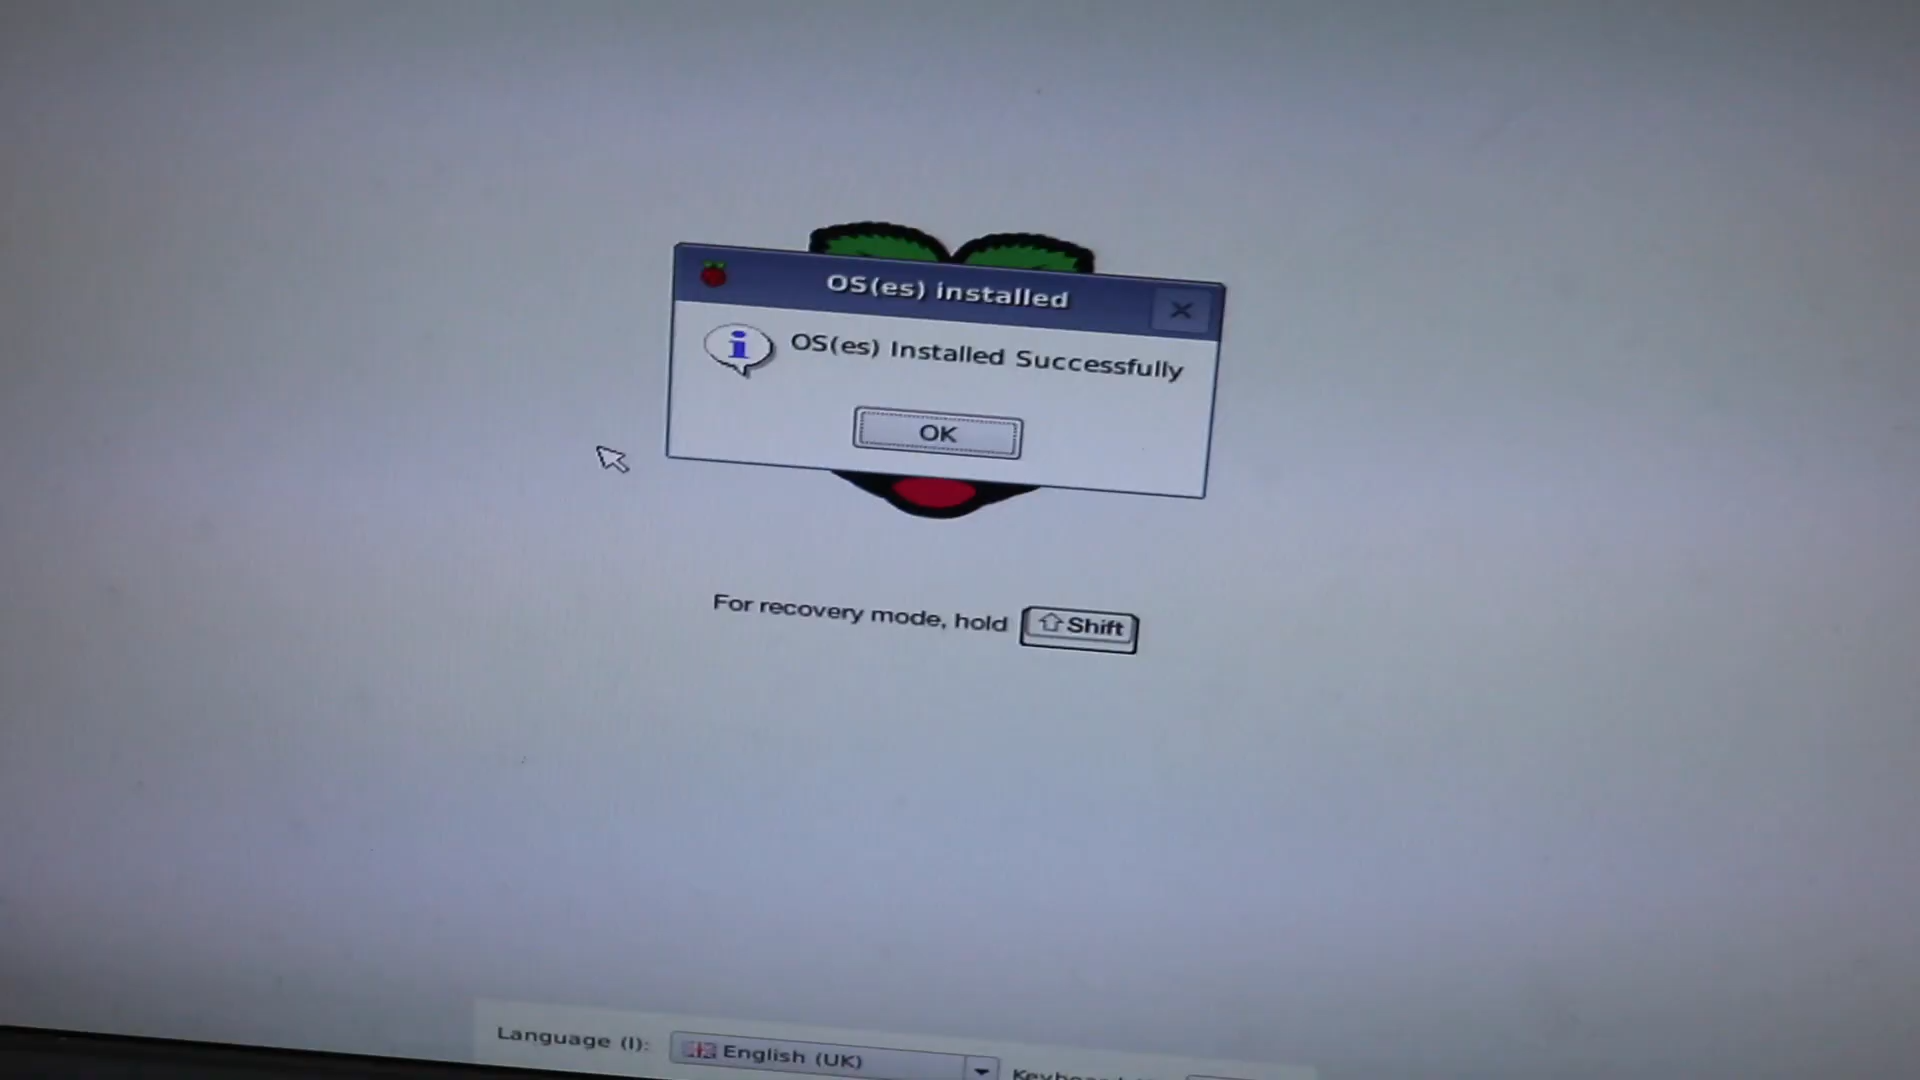 OS(es) installed
OS(es) Installed Successfully
OK
For recovery mode, hold Shift
Language (l): English (UK)